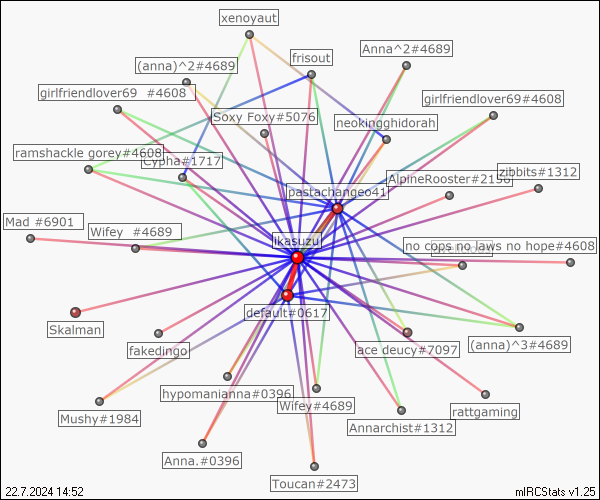 xenoyaut
Anna^2#4689
frisout
(anna)^2#4689
girlfriendlover69 #4608
girlfriendlover69#4608
Soxy Foxy#5076
neokingghidorah
ramshackle gorey#4608
Cypha#1717
zibbits#1312
AlpineRooster#2158
pastachange041
Mad #6901
Wifey #4689
ikasuzu
no cops no laws no hope#4608
default#0617
Skalman
fakedingo
ace deucy#7097
(anna)^3#4689
hypomanianna#0396
Wifey#4689
rattgaming
Mushy#1984
Annarchist#1312
Anna.#0396
Toucan#2473
22.7.2024 14:52
mIRCStats v1.25